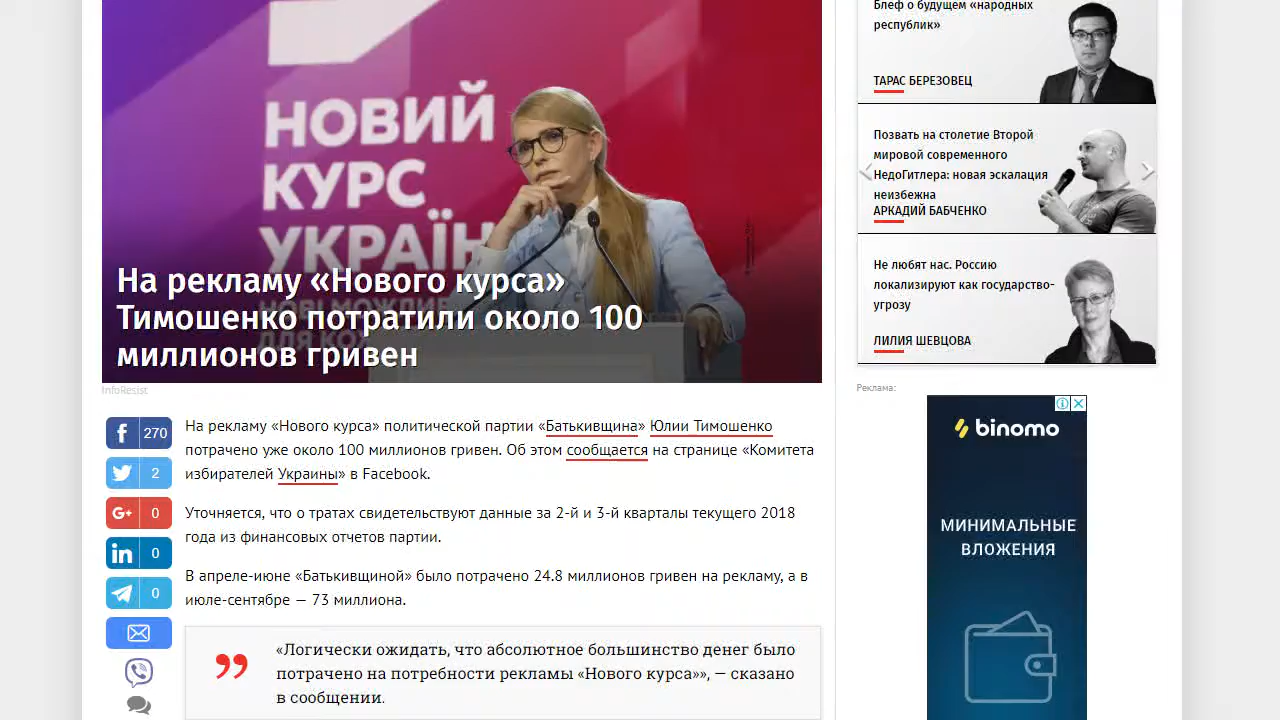 НОВИЙ
КУРС
УКРАЇН
На рекламу «Нового курса»
Тимошенко потратили около 100
миллионов гривен
InfoResist
270
2
G+ 0
in 0
0
На рекламу «Нового курса» политической партии «Батькивщина» Юлии Тимошенко
потрачено уже около 100 миллионов гривен. Об этом сообщается на странице «Комитета
избирателей Украины» в Facebook.
Уточняется, что о тратах свидетельствуют данные за 2-й и 3-й кварталы текущего 2018
года из финансовых отчетов партии.
В апреле-июне «Батькивщиной» было потрачено 24.8 миллионов гривен на рекламу, а в
июле-сентябре — 73 миллиона.
«Логически ожидать, что абсолютное большинство денег было
потрачено на потребности рекламы «Нового курса»», — сказано
в сообщении.
Блеф о будущем «народных
республик»
ТАРАС БЕРЕЗОВЕЦ
Позвать на столетие Второй
мировой современного
НедоГитлера: новая эскалация
неизбежна
АРКАДИЙ БАБЧЕНКО
Не любят нас. Россию
локализируют как государство-
угрозу
ЛИЛИЯ ШЕВЦОВА
Реклама:
binomo
МИНИМАЛЬНЫЕ
ВЛОЖЕНИЯ